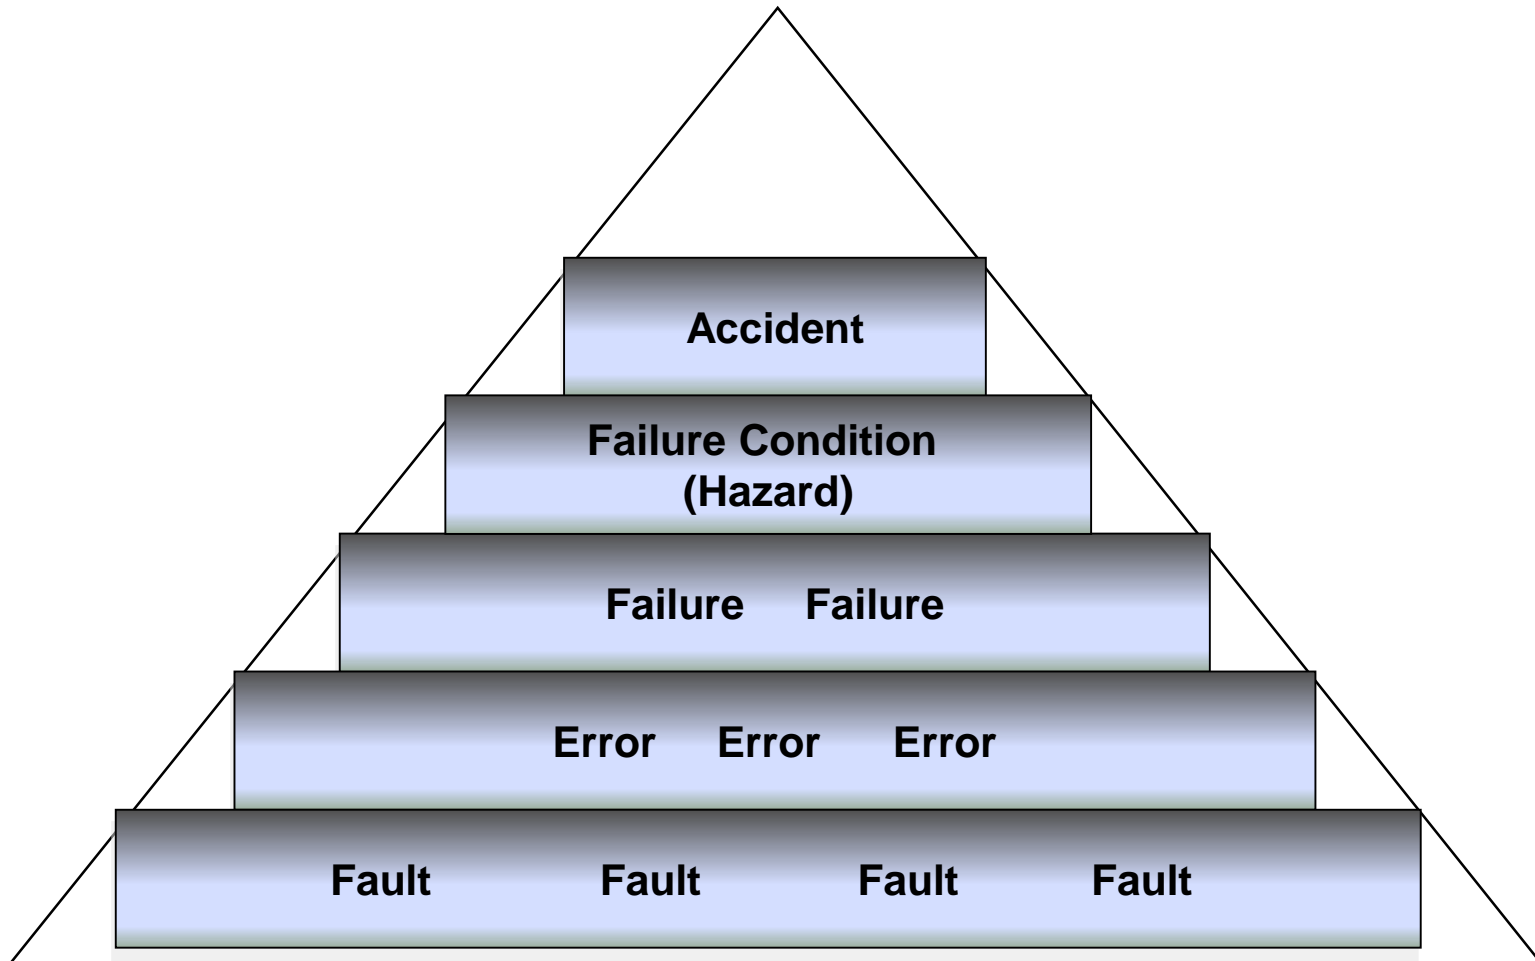 Accident
Failure Condition
(Hazard)
Failure Failure
Error Error Error
Fault Fault Fault Fault